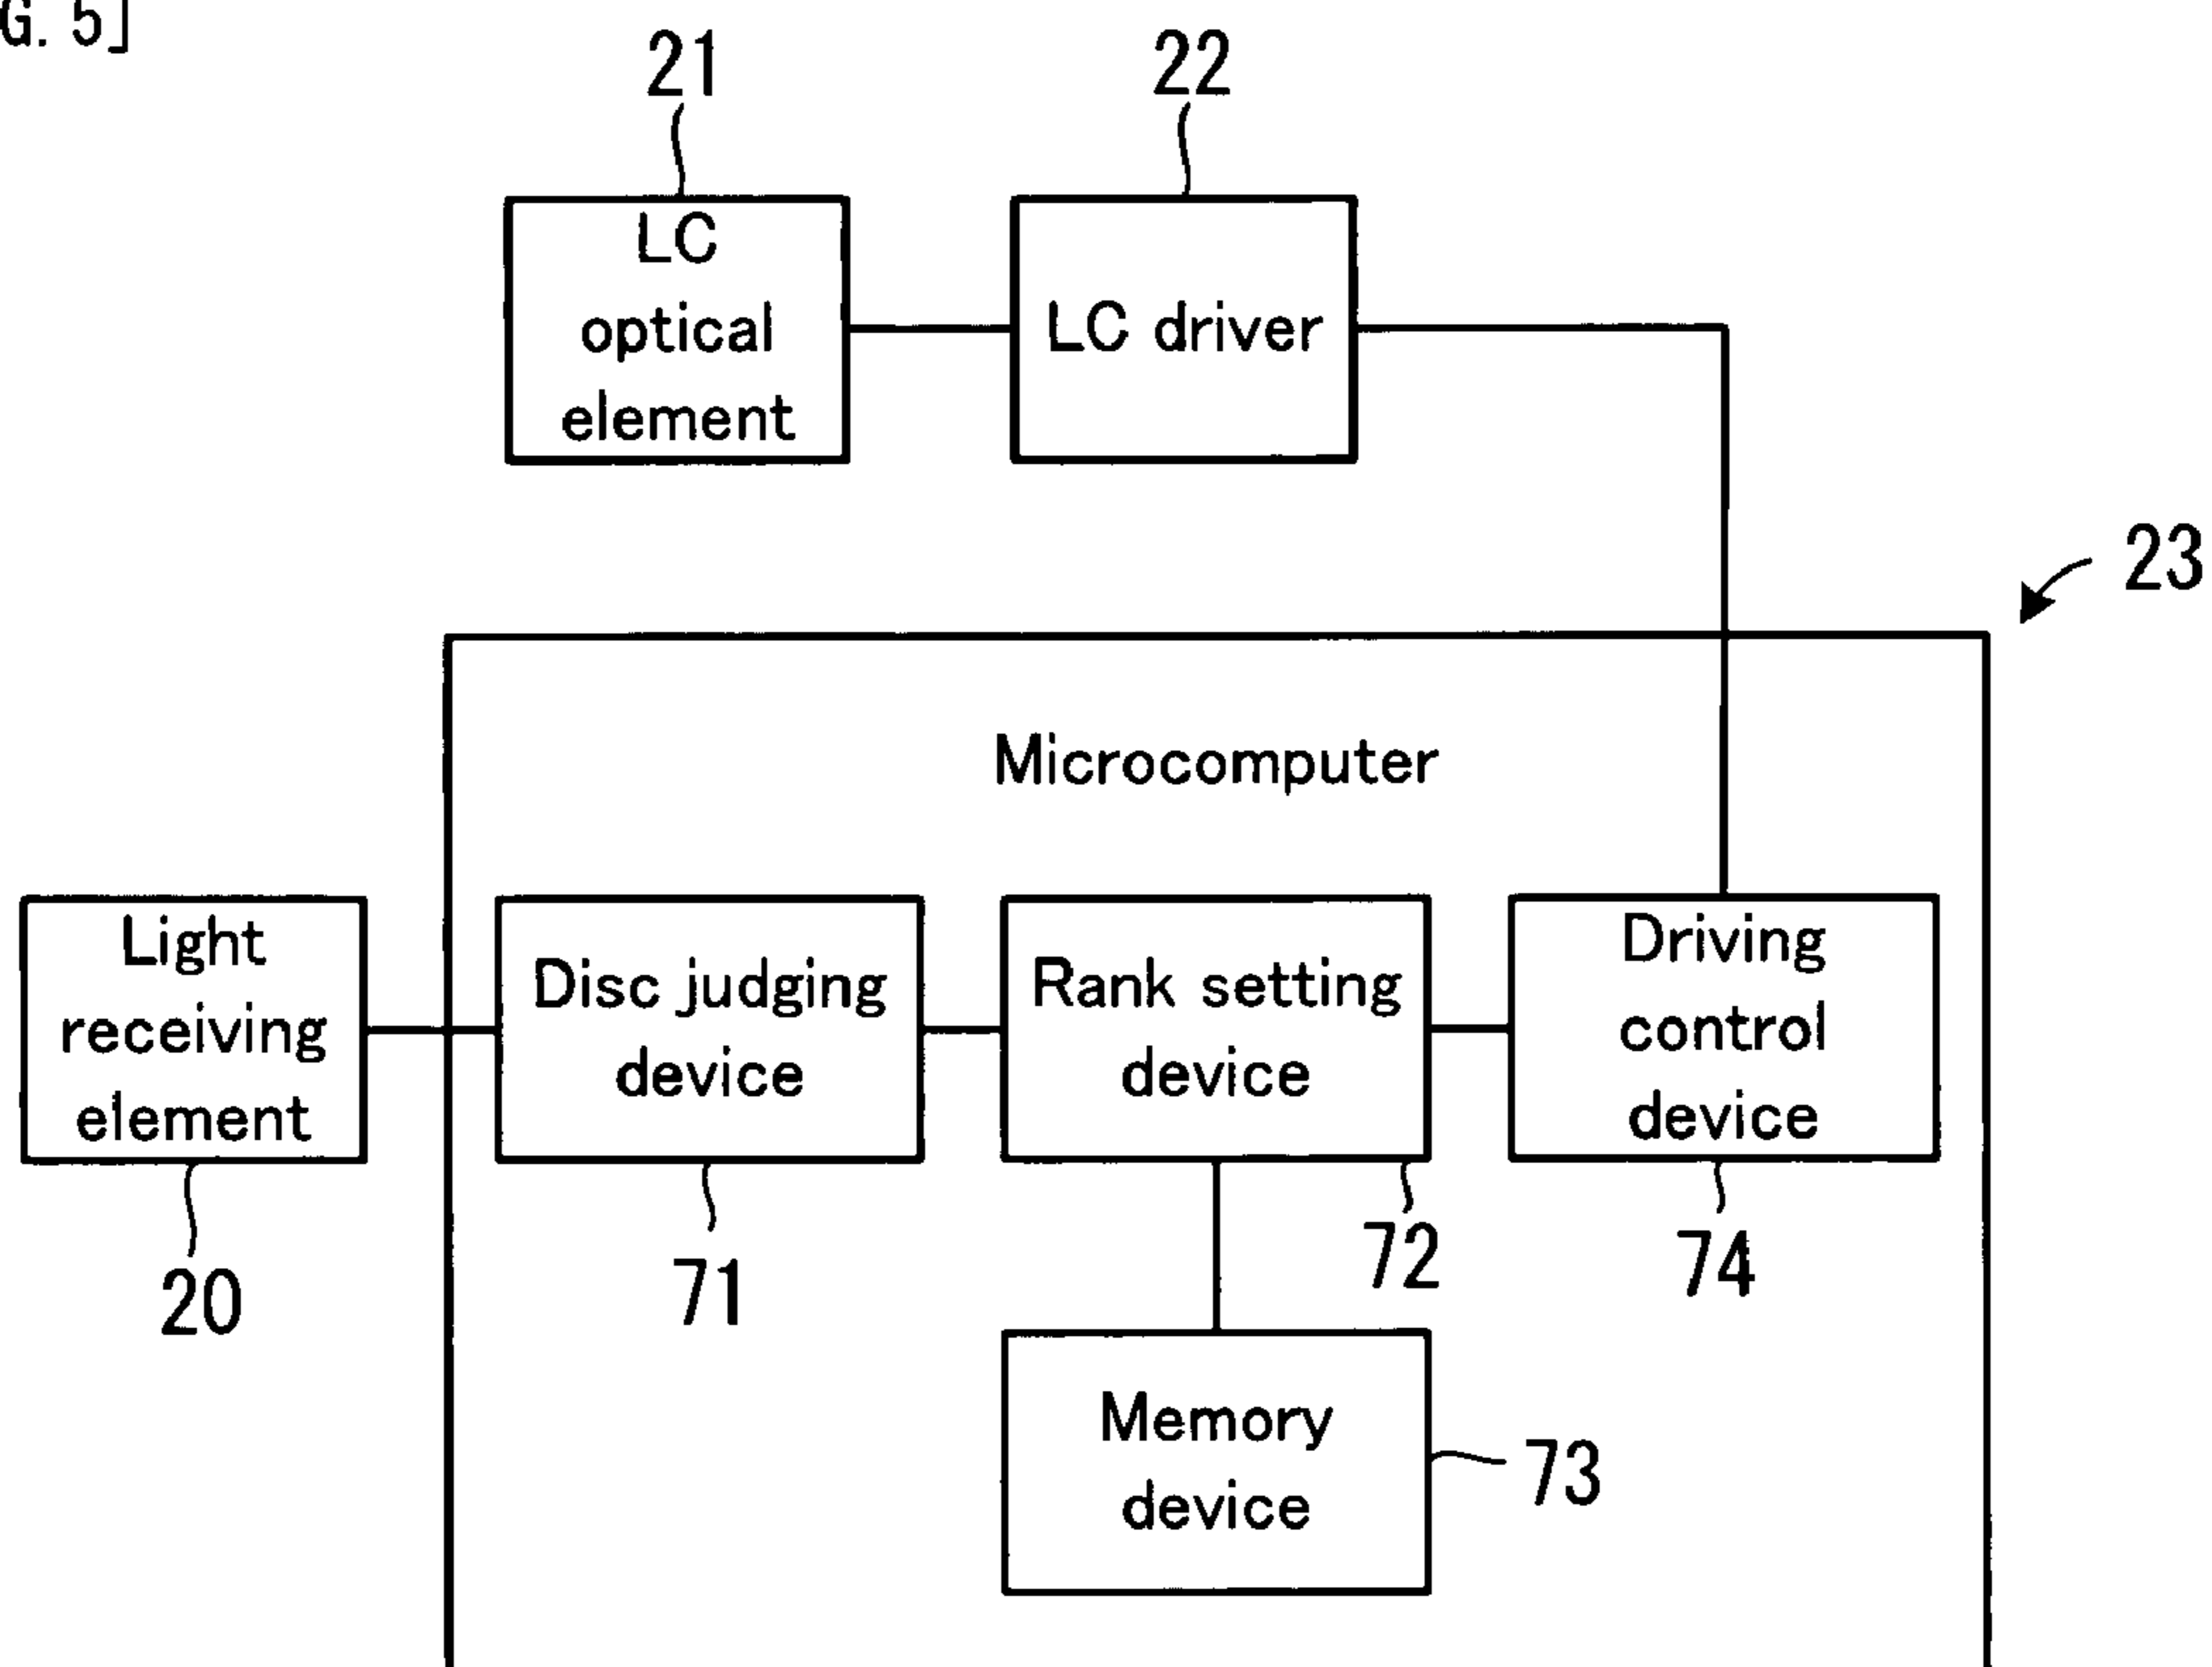 G. 5]
21
22
LC
optical
element
LC driver
23
Microcomputer
Light
receiving
element
Disc judging
device
Rank setting
device
Driving
control
device
20
71
72
74
Memory
device
73